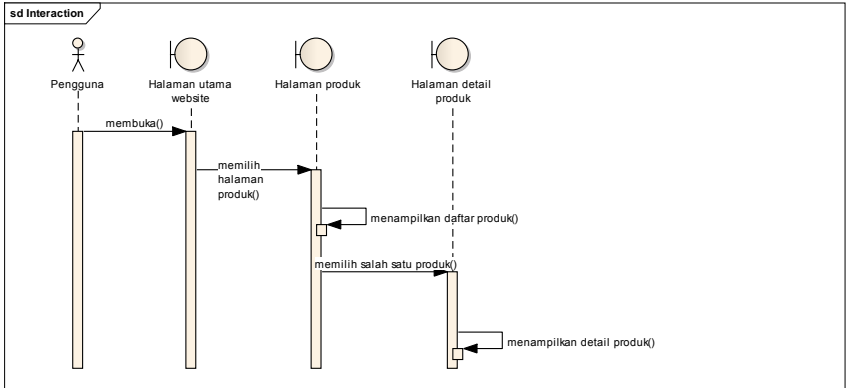 sd Interaction
Pengguna
Halaman utama
website
Halaman produk
Halaman detail
produk
membuka()
memilih
halaman
produk()
menampilkan daftar produk()
memilih salah satu produk()
menampilkan detail produk()